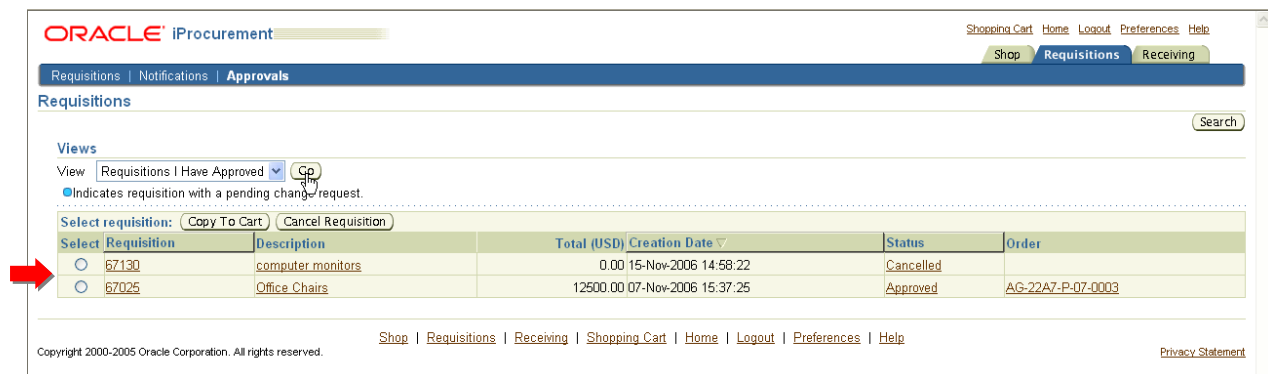 ORACLE® iProcurement
Shopping Cart Home Logout Preferences Help
Shop Requisitions Receiving
Requisitions | Notifications | Approvals
Requisitions
Search
Views
View Requisitions I Have Approved Go
Indicates requisition with a pending change request.
Select requisition: Copy To Cart Cancel Requisition
Select Requisition Description Total (USD) Creation Date Status Order
67130 computer monitors 0.00 15-Nov-2006 14:58:22 Cancelled
67025 Office Chairs 12500.00 07-Nov-2006 15:37:25 Approved AG-22A7-P-07-0003
Shop | Requisitions | Receiving | Shopping Cart | Home | Logout | Preferences | Help
Copyright 2000-2005 Oracle Corporation. All rights reserved.
Privacy Statement